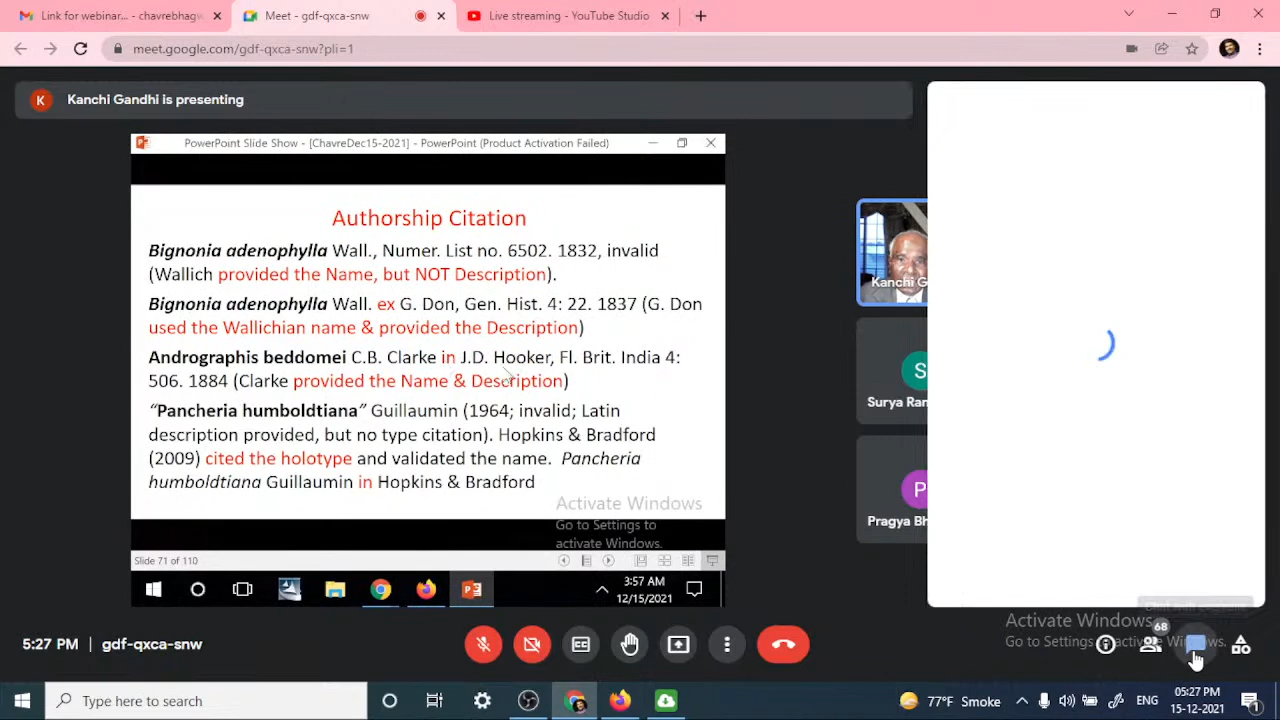 Link for webinar... - chavrebhagw
Meet - gdf-qxca-snw
Live streaming - YouTube Studio
meet.google.com/gdf-qxca-snw?pli=1
K
Kanchi Gandhi is presenting
PowerPoint Slide Show - [ChavreDec15-2021] - PowerPoint (Product Activation Failed)
Authorship Citation
Bignonia adenophylla Wall., Numer. List no. 6502. 1832, invalid
(Wallich provided the Name, but NOT Description).
Bignonia adenophylla Wall. ex G. Don, Gen. Hist. 4: 22. 1837 (G. Don
used the Wallichian name & provided the Description)
Andrographis beddomei C.B. Clarke in J.D. Hooker, Fl. Brit. India 4:
506. 1884 (Clarke provided the Name & Description)
“Pancheria humboldtiana” Guillaumin (1964; invalid; Latin
description provided, but no type citation). Hopkins & Bradford
(2009) cited the holotype and validated the name. Pancheria
humboldtiana Guillaumin in Hopkins & Bradford
Activate Windows
Go to Settings to
activate Windows.
Slide 71 of 110
3:57 AM
12/15/2021
Kanchi G
S
Surya Ran
P
Pragya Bh
5:27 PM | gdf-qxca-snw
CC
68
Activate Windows
Go to Settings to activate Windows.
Type here to search
77°F Smoke
ENG
05:27 PM
15-12-2021
1